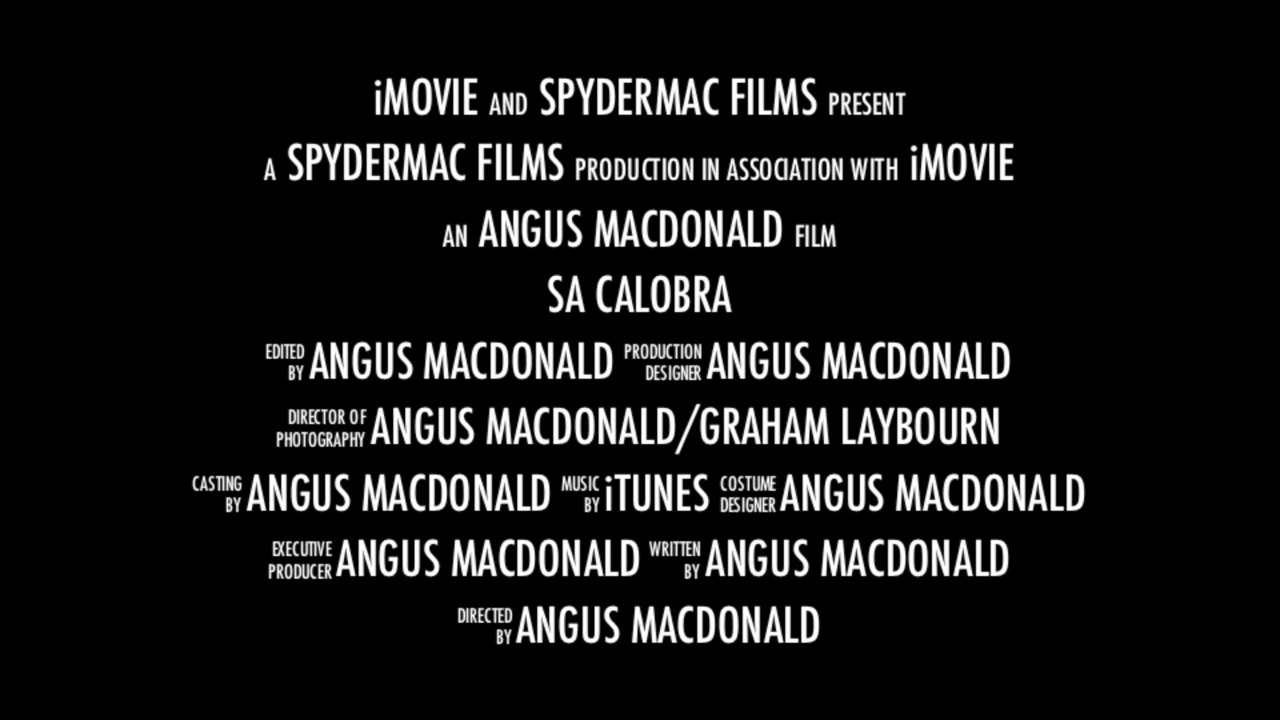 iMOVIE AND SPYDERMAC FILMS PRESENT
A SPYDERMAC FILMS PRODUCTION IN ASSOCIATION WITH iMOVIE
AN ANGUS MACDONALD FILM
SA CALOBRA
EDITED BY ANGUS MACDONALD PRODUCTION DESIGNER ANGUS MACDONALD
DIRECTOR OF PHOTOGRAPHY ANGUS MACDONALD/GRAHAM LAYBOURN
CASTING BY ANGUS MACDONALD MUSIC BY iTUNES COSTUME DESIGNER ANGUS MACDONALD
EXECUTIVE PRODUCER ANGUS MACDONALD WRITTEN BY ANGUS MACDONALD
DIRECTED BY ANGUS MACDONALD